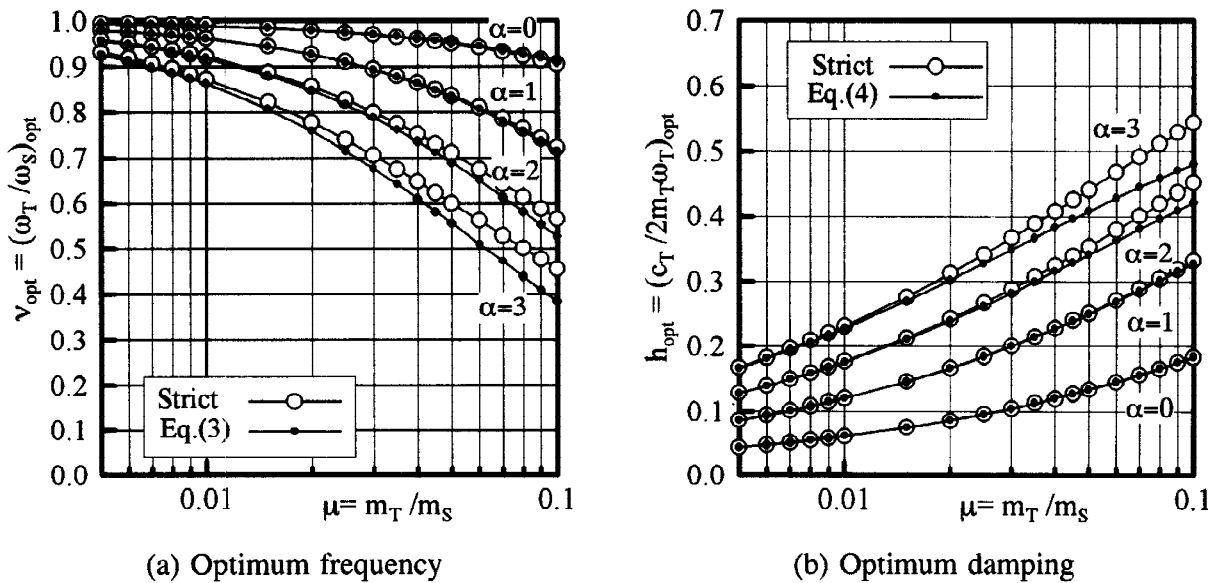 1.0
0.9
0.8
0.7
0.6
0.5
0.4
0.3
0.2
0.1
0.0
ν_opt = (ω_T /ω_S)_opt
α=0
α=1
α=2
α=3
Strict
Eq.(3)
0.01
0.1
μ= m_T /m_S
(a) Optimum frequency
0.7
0.6
0.5
0.4
0.3
0.2
0.1
0.0
h_opt = (c_T /2m_T ω_T)_opt
Strict
Eq.(4)
α=3
α=2
α=1
α=0
0.01
0.1
μ= m_T /m_S
(b) Optimum damping